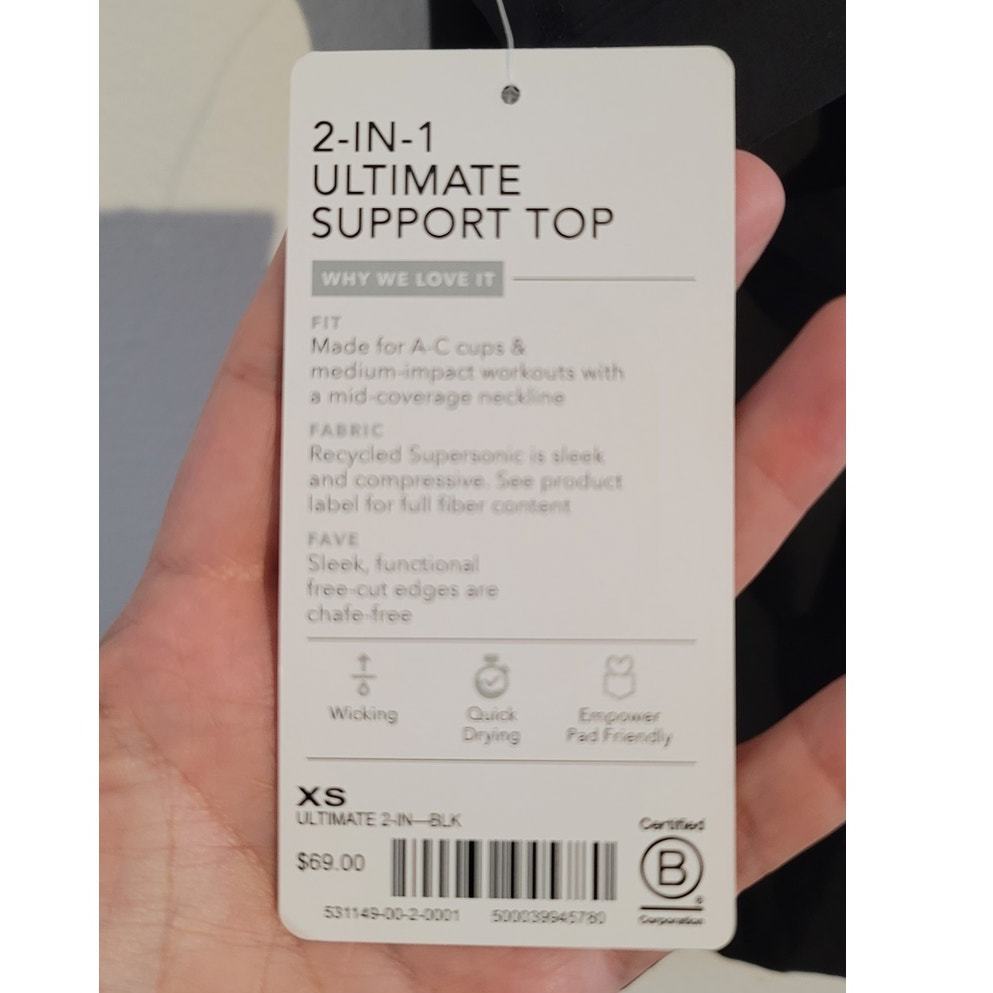 2-IN-1
ULTIMATE
SUPPORT TOP
WHY WE LOVE IT
FIT
Made for A-C cups &
medium-impact workouts with
a mid-coverage neckline
FABRIC
Recycled Supersonic is sleek
and compressive. See product
label for full fiber content
FAVE
Sleek, functional
free-cut edges are
chafe-free
Wicking
Quick
Drying
Empower
Pad Friendly
XS
ULTIMATE 2-IN—BLK
$69.00
531149-00-2-0001 500039945780
Certified
B
®
Corporation